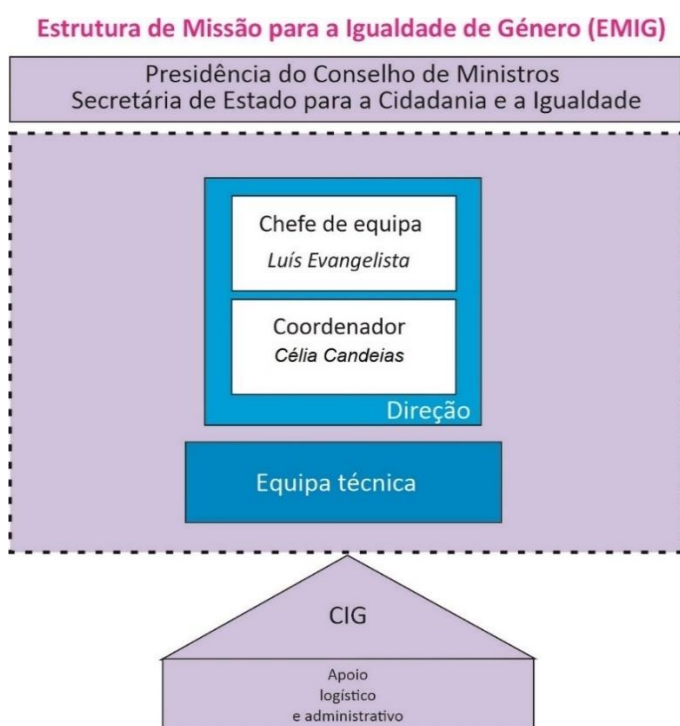 Estrutura de Missão para a Igualdade de Género (EMIG)
Presidência do Conselho de Ministros
Secretária de Estado para a Cidadania e a Igualdade
Chefe de equipa
Luís Evangelista
Coordenador
Célia Candeias
Direção
Equipa técnica
CIG
Apoio
logístico
e administrativo